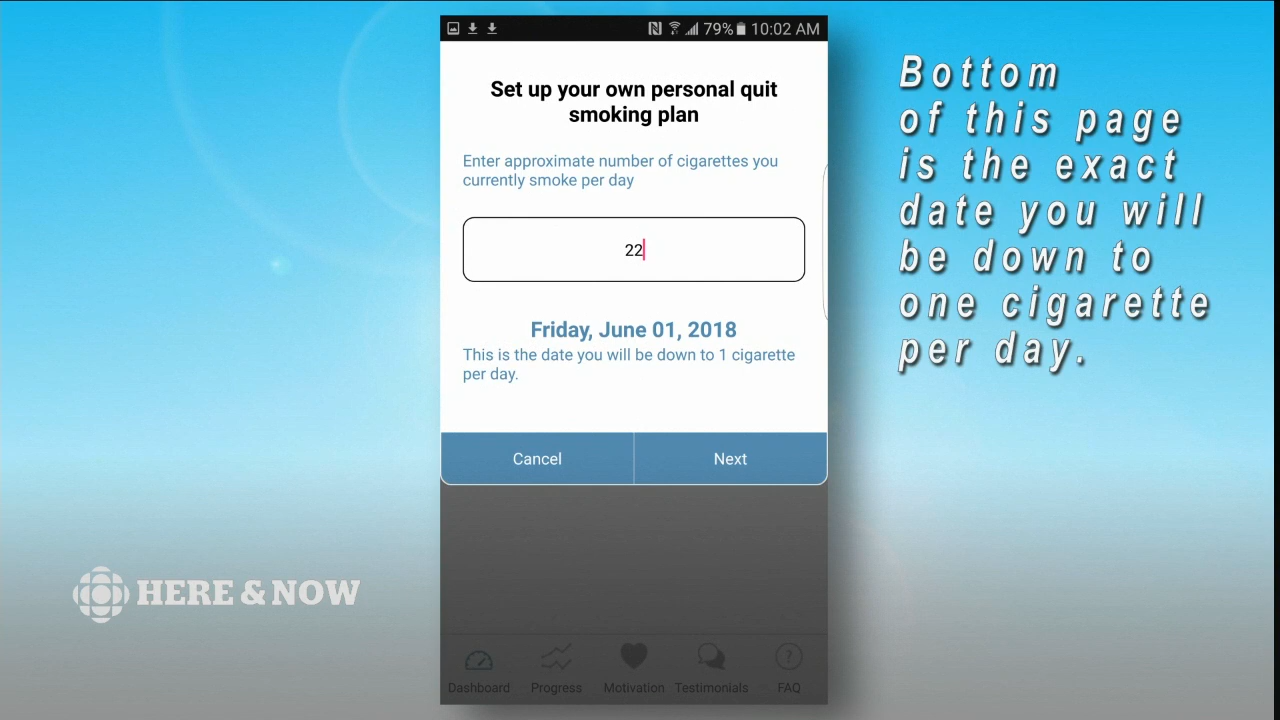 79% 10:02 AM
Set up your own personal quit
smoking plan
Enter approximate number of cigarettes you
currently smoke per day
22
Friday, June 01, 2018
This is the date you will be down to 1 cigarette
per day.
Cancel Next
Dashboard Progress Motivation Testimonials FAQ
Bottom
of this page
is the exact
date you will
be down to
one cigarette
per day.
HERE & NOW